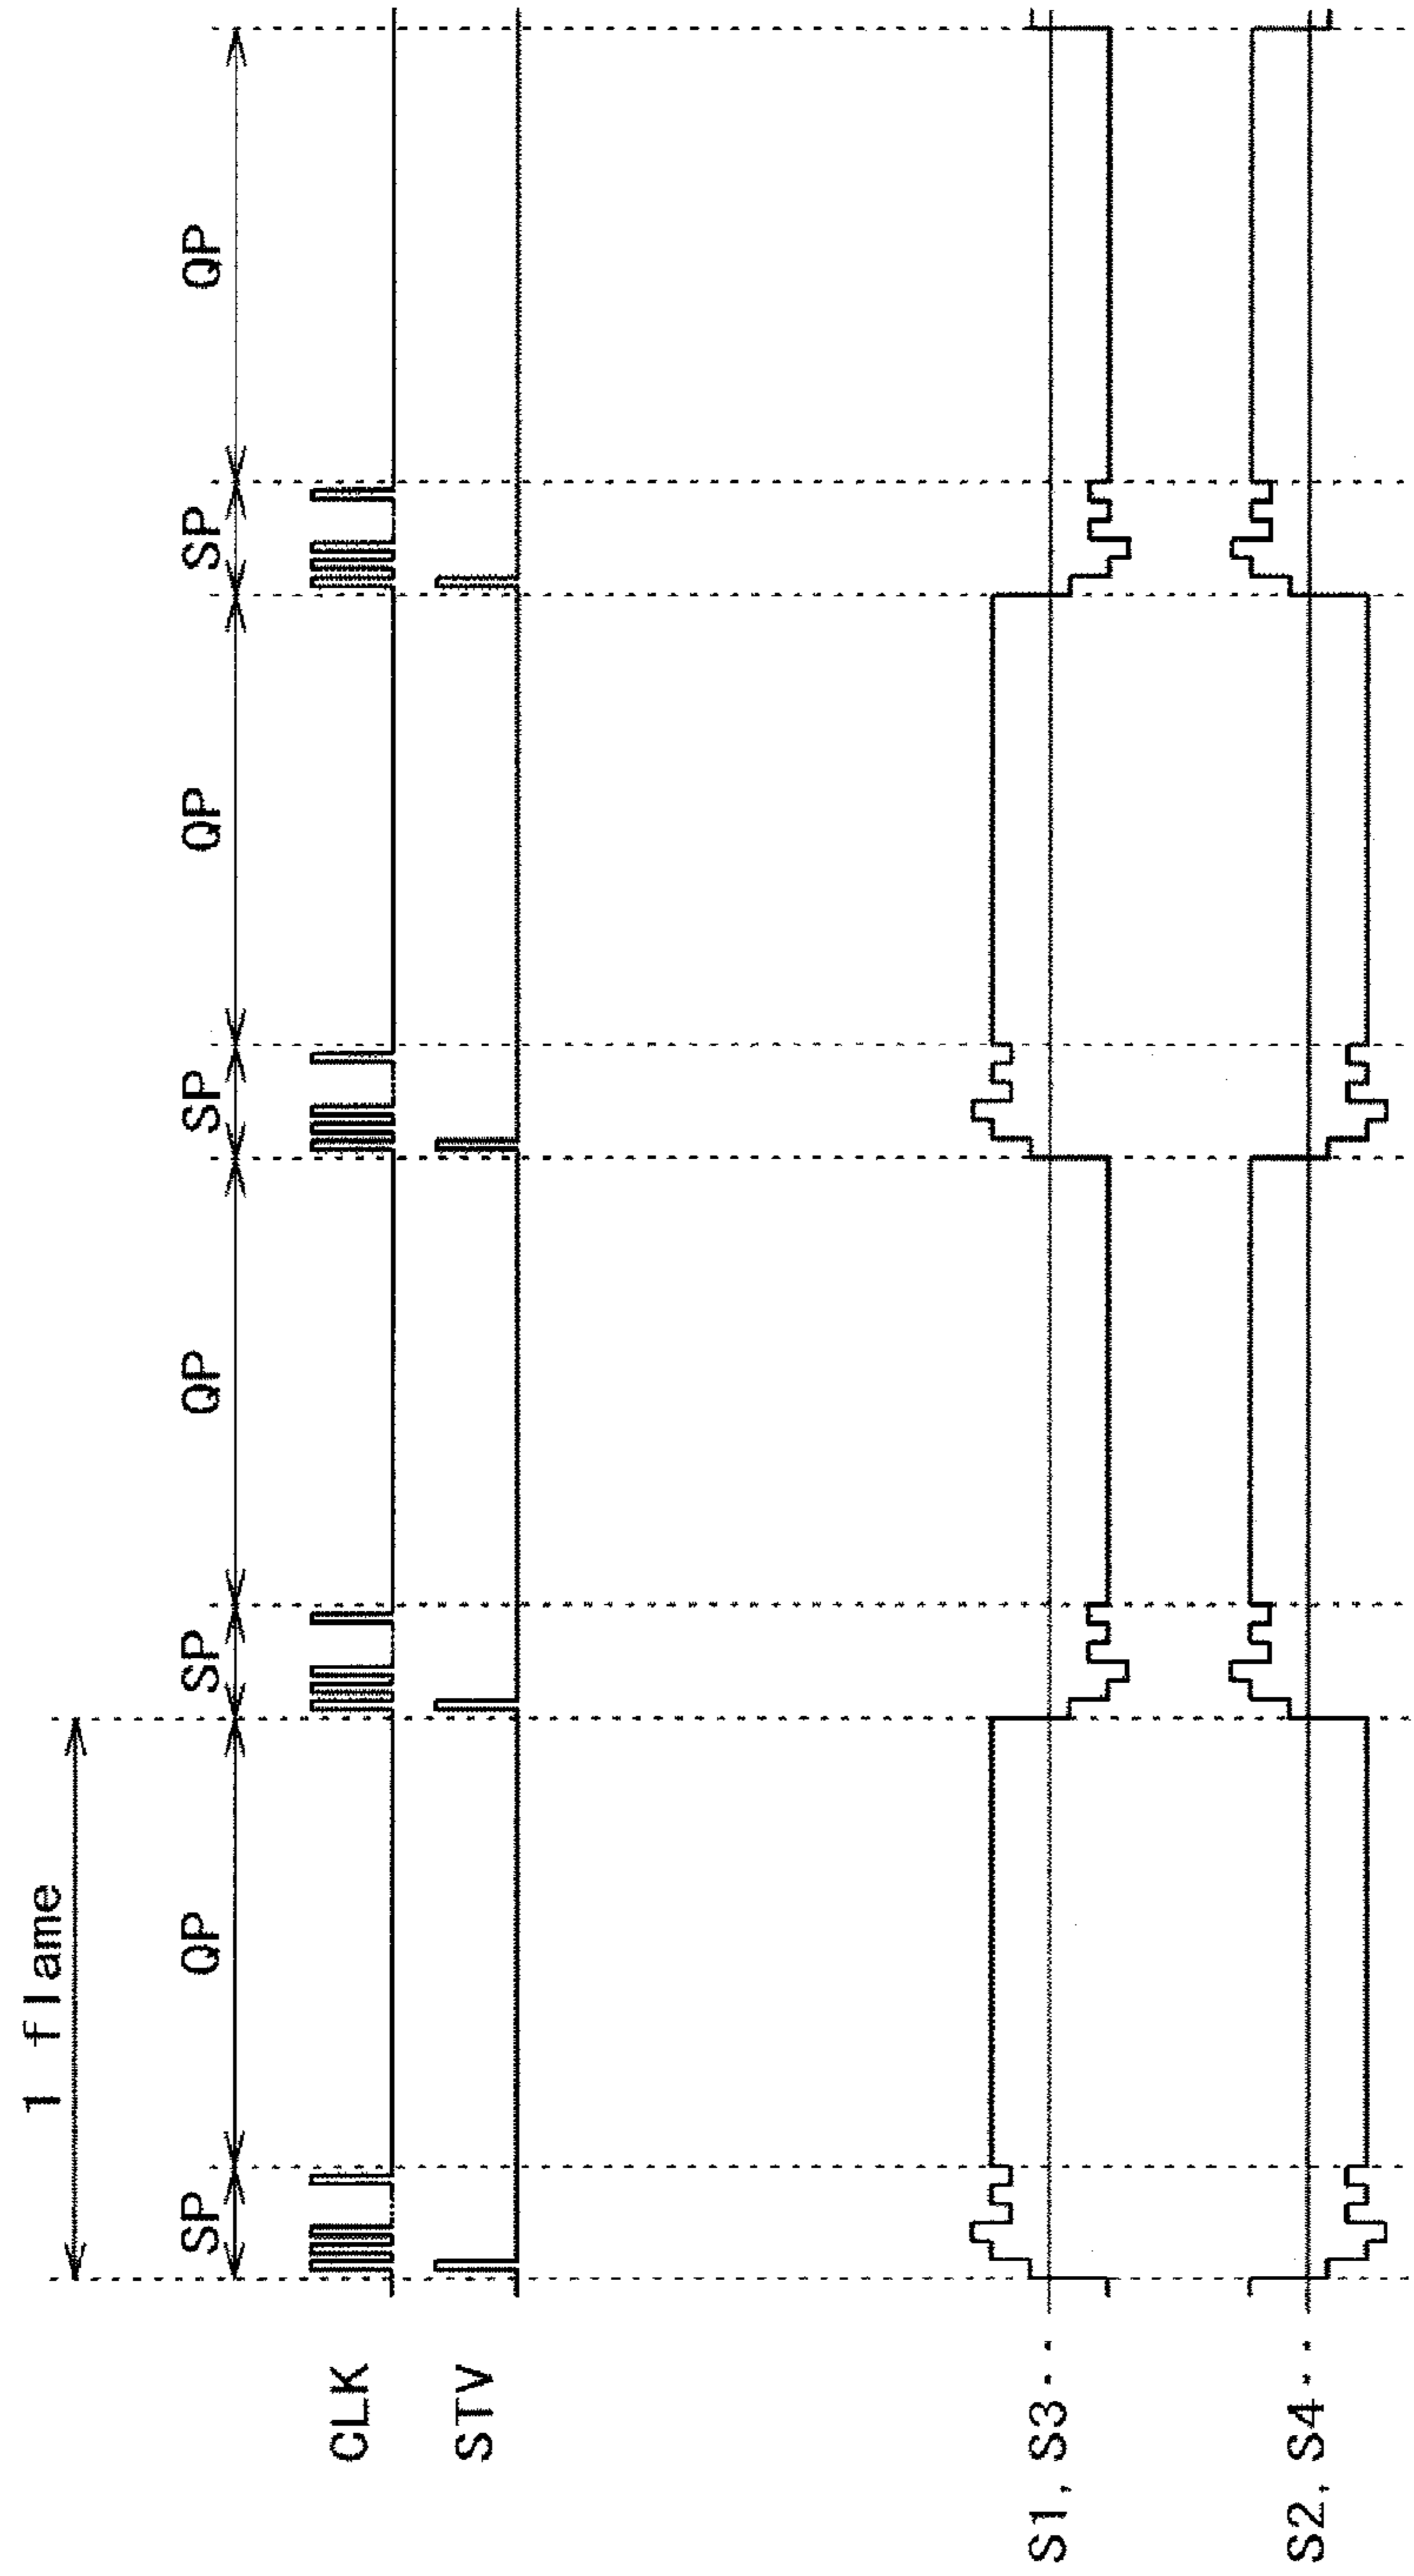 1 flame
SP QP SP QP SP QP SP QP
CLK
STV
S1, S3 ・・
S2, S4 ・・